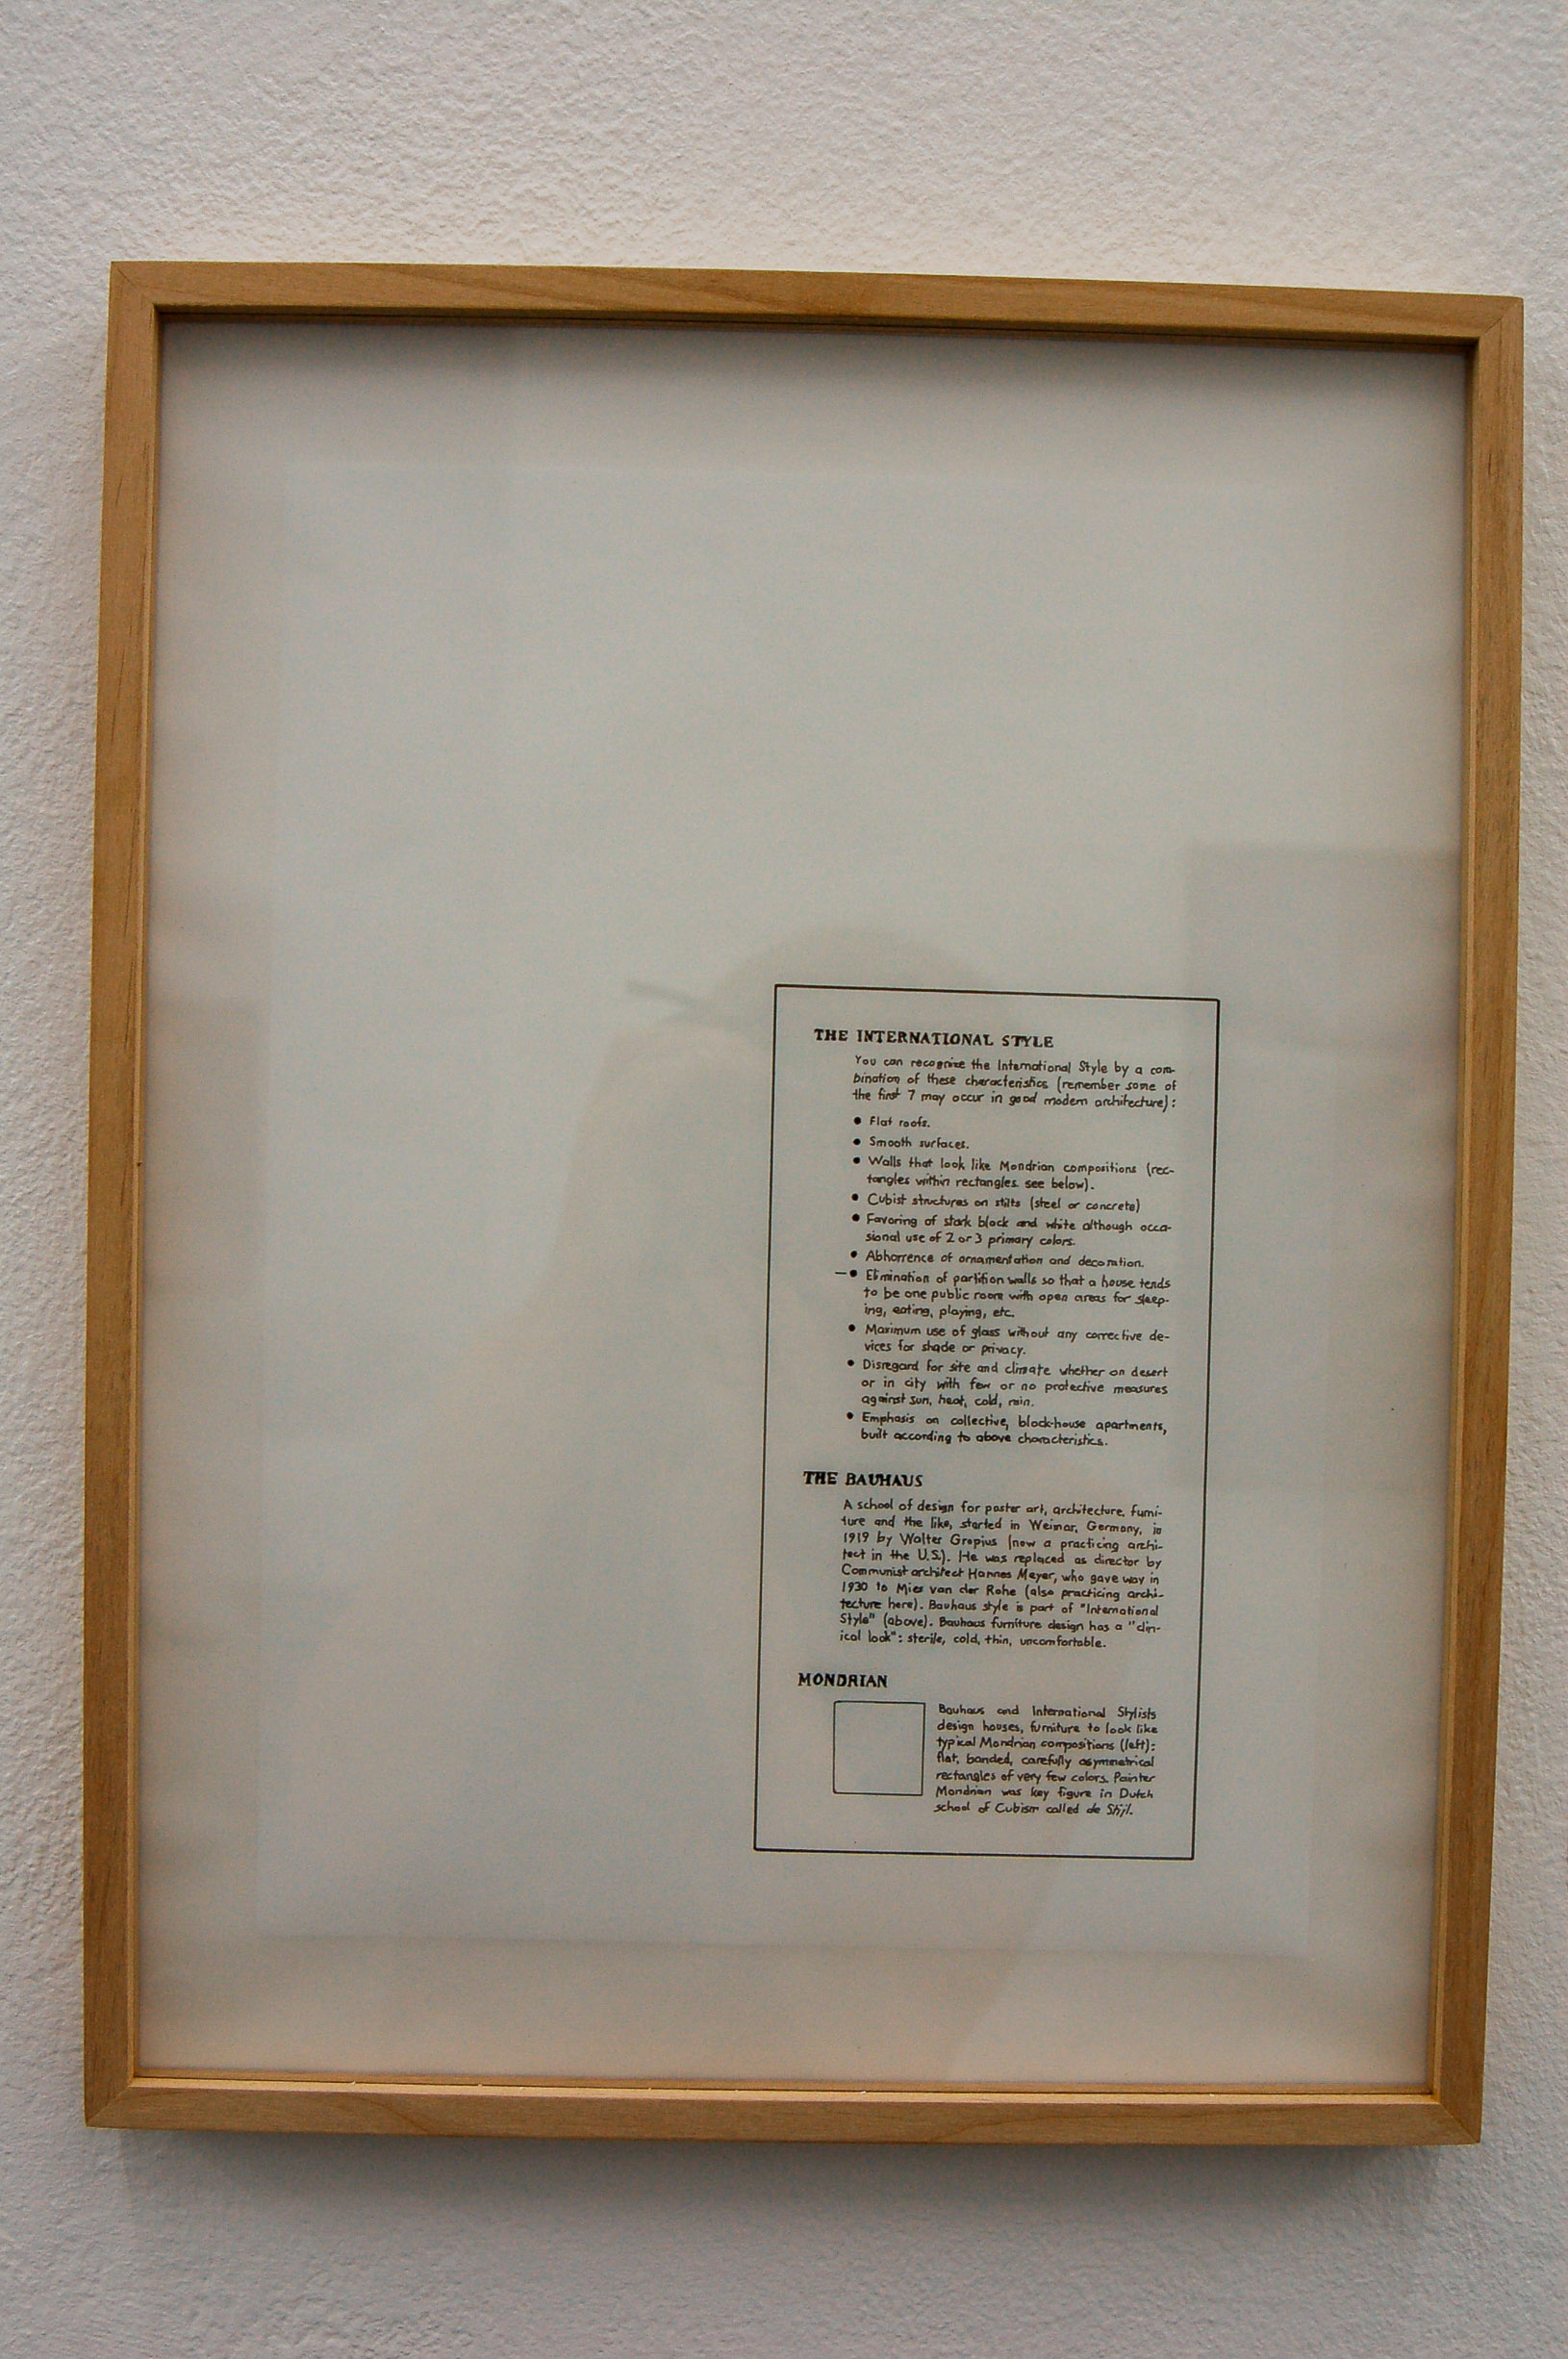 THE INTERNATIONAL STYLE
You can recognize the International Style by a com-
bination of these characteristics (remember some of
the first 7 may occur in good modern architecture):
• Flat roofs.
• Smooth surfaces.
• Walls that look like Mondrian compositions (rec-
tangles within rectangles. see below).
• Cubist structures on stilts (steel or concrete)
• Favoring of stark black and white although occa-
sional use of 2 or 3 primary colors.
• Abhorrence of ornamentation and decoration.
—• Elimination of partition walls so that a house tends
to be one public room with open areas for sleep-
ing, eating, playing, etc.
• Maximum use of glass without any corrective de-
vices for shade or privacy.
• Disregard for site and climate whether on desert
or in city with few or no protective measures
against sun, heat, cold, rain.
• Emphasis on collective, block-house apartments,
built according to above characteristics.
THE BAUHAUS
A school of design for poster art, architecture, furni-
ture and the like, started in Weimar, Germany, in
1919 by Walter Gropius (now a practicing archi-
tect in the U.S.). He was replaced as director by
Communist architect Hannes Meyer, who gave way in
1930 to Mies van der Rohe (also practicing archi-
tecture here). Bauhaus style is part of "International
Style" (above). Bauhaus furniture design has a "clin-
ical look": sterile, cold, thin, uncomfortable.
MONDRIAN
Bauhaus and International Stylists
design houses, furniture to look like
typical Mondrian compositions (left):
flat, banded, carefully asymmetrical
rectangles of very few colors. Painter
Mondrian was key figure in Dutch
school of Cubism called de Stijl.